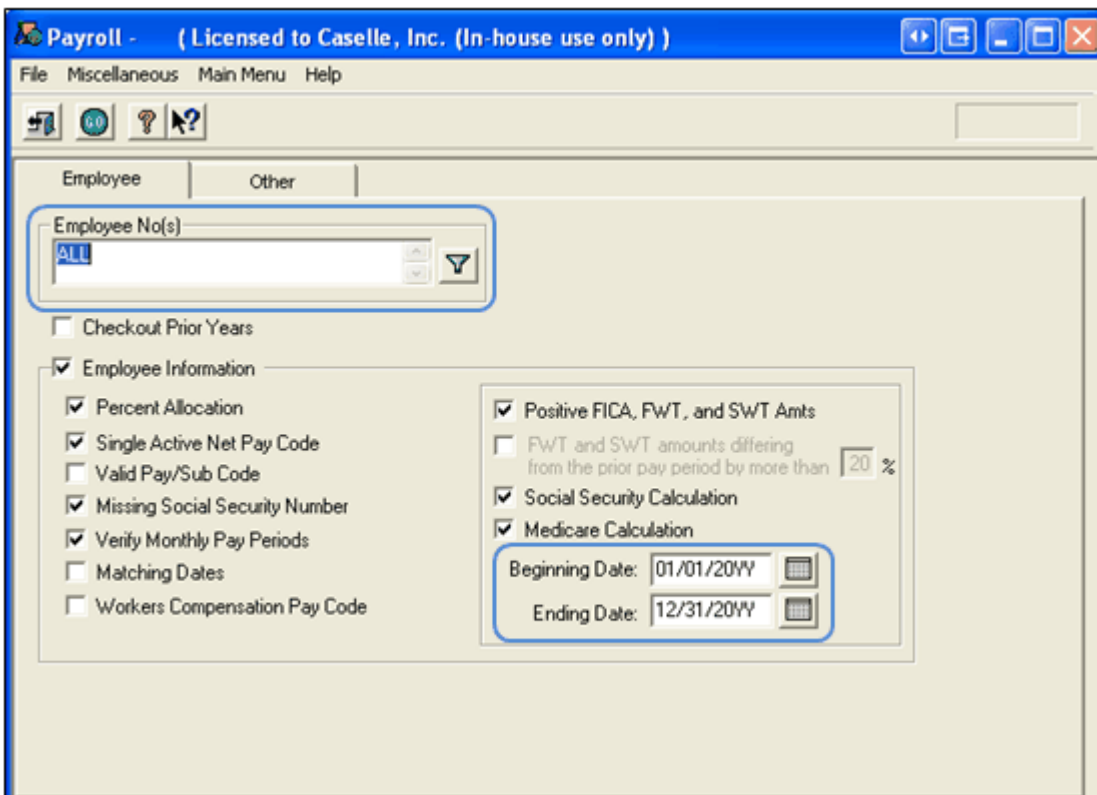 Payroll -   ( Licensed to Caselle, Inc. (In-house use only) )
File Miscellaneous Main Menu Help
GO ? ?
Employee Other
Employee No(s)
ALL
Checkout Prior Years
Employee Information
Percent Allocation
Single Active Net Pay Code
Valid Pay/Sub Code
Missing Social Security Number
Verify Monthly Pay Periods
Matching Dates
Workers Compensation Pay Code
Positive FICA, FWT, and SWT Amts
FWT and SWT amounts differing
from the prior pay period by more than 20 %
Social Security Calculation
Medicare Calculation
Beginning Date: 01/01/20YY
Ending Date: 12/31/20YY